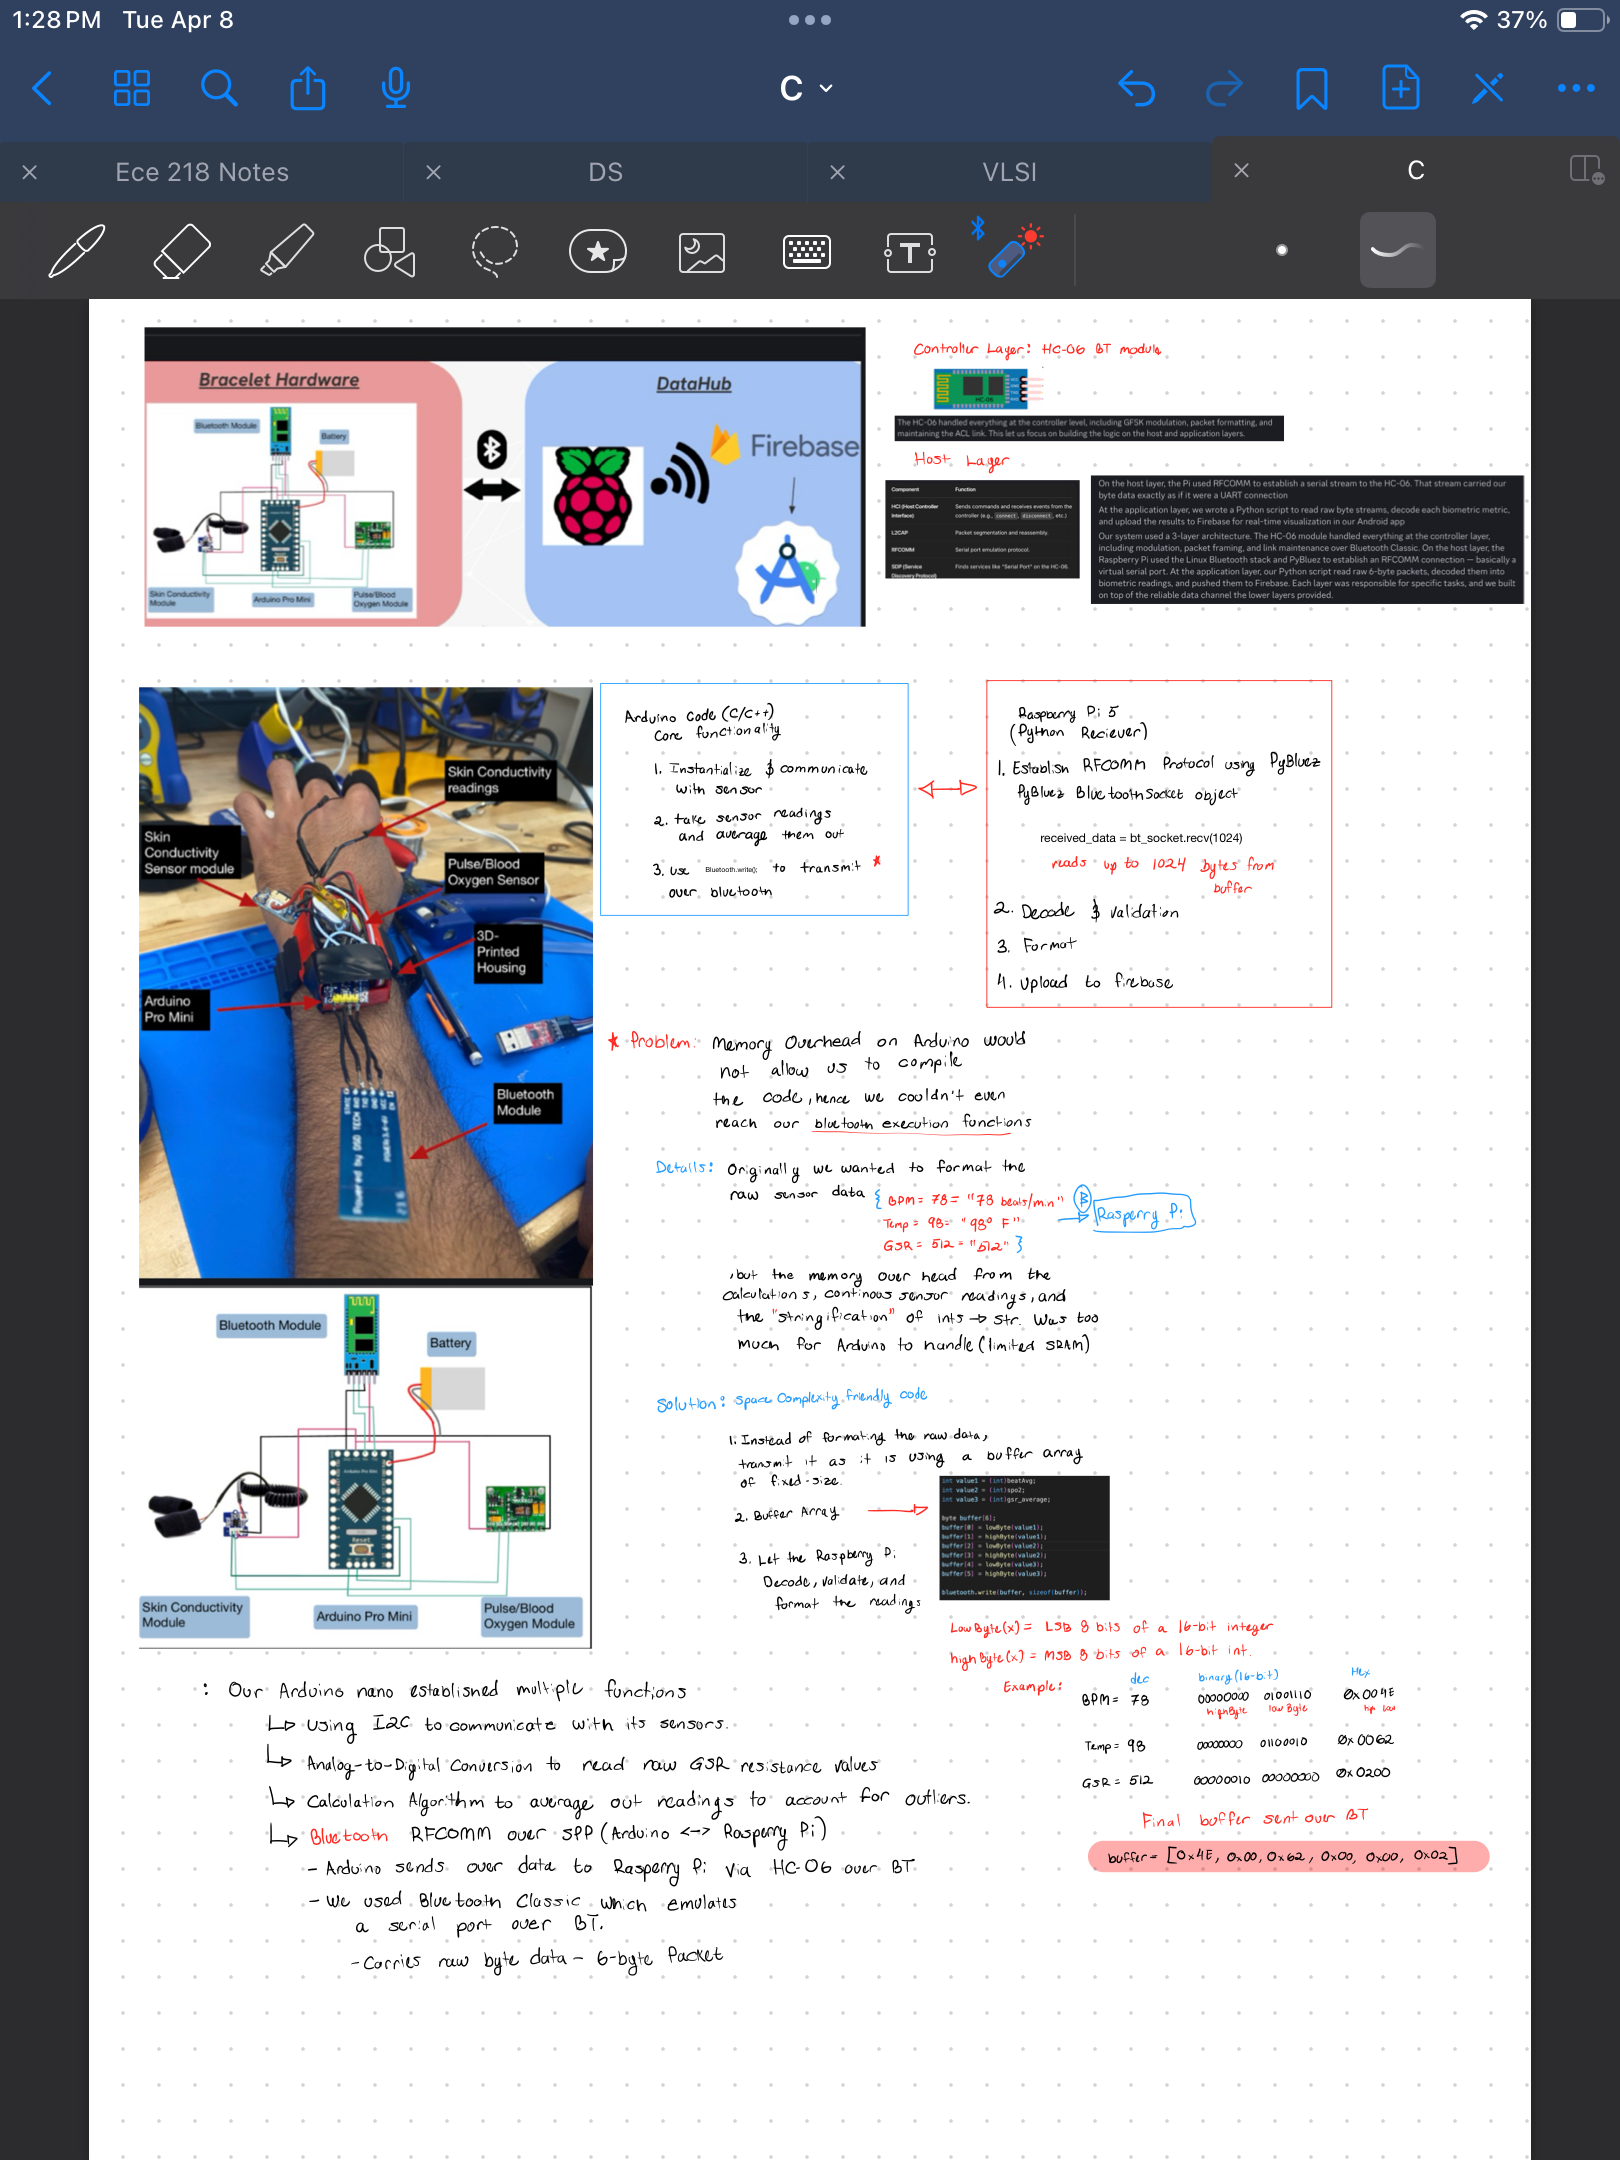 1:28 PM Tue Apr 8
37%
C
Ece 218 Notes
DS
VLSI
C
Bracelet Hardware
DataHub
Bluetooth Module
Battery
Firebase
Skin Conductivity
Module
Arduino Pro Mini
Pulse/Blood
Oxygen Module
Controller Layer: HC-06 BT module
HC-06
The HC-06 handled everything at the controller level, including GFSK modulation, packet formatting, and
maintaining the ACL link. This let us focus on building the logic on the host and application layers.
Host Layer
Component Function
HCI (Host Controller Interface) Sends commands and receives events from the controller (e.g., connect, disconnect, etc.)
L2CAP Packet segmentation and reassembly.
RFCOMM Serial port emulation protocol.
SDP (Service Discovery Protocol) Finds services like "Serial Port" on the HC-06.
On the host layer, the Pi used RFCOMM to establish a serial stream to the HC-06. That stream carried our
byte data exactly as if it were a UART connection
At the application layer, we wrote a Python script to read raw byte streams, decode each biometric metric,
and upload the results to Firebase for real-time visualization in our Android app
Our system used a 3-layer architecture. The HC-06 module handled everything at the controller layer,
including modulation, packet framing, and link maintenance over Bluetooth Classic. On the host layer, the
Raspberry Pi used the Linux Bluetooth stack and PyBluez to establish an RFCOMM connection — basically a
virtual serial port. At the application layer, our Python script read raw 6-byte packets, decoded them into
biometric readings, and pushed them to Firebase. Each layer was responsible for specific tasks, and we built
on top of the reliable data channel the lower layers provided.
Skin Conductivity
readings
Skin
Conductivity
Sensor module
Pulse/Blood
Oxygen Sensor
3D-
Printed
Housing
Arduino
Pro Mini
Bluetooth
Module
Powered by DSD TECH
Arduino Code (C/C++)
Core functionality
1. Instantialize & communicate
with sensor
2. take sensor readings
and average them out
3. use Bluetooth.write(); to transmit *
over bluetooth
Raspberry Pi 5
(Python Reciever)
1. Establish RFCOMM Protocol using PyBluez
PyBluez BluetoothSocket object
received_data = bt_socket.recv(1024)
reads up to 1024 bytes from
buffer
2. Decode & validation
3. Format
4. Upload to firebase
* Problem: Memory Overhead on Arduino would
not allow us to compile
the code, hence we couldn't even
reach our bluetooth execution functions
Details: Originally we wanted to format the
raw sensor data { BPM = 78 = "78 beats/min"
Temp = 98 = "98° F"
GSR = 512 = "512" }
Rasperry Pi
, but the memory over head from the
calculations, continous sensor readings, and
the "stringification" of ints → str. Was too
much for Arduino to handle (limited SRAM)
Solution: Space Complexity friendly code
1. Instead of formating the raw data,
transmit it as it is using a buffer array
of fixed-size.
2. Buffer Array
3. Let the Raspberry Pi
Decode, validate, and
format the readings
int value1 = (int)beatAvg;
int value2 = (int)spo2;
int value3 = (int)gsr_average;
byte buffer[6];
buffer[0] = lowByte(value1);
buffer[1] = highByte(value1);
buffer[2] = lowByte(value2);
buffer[3] = highByte(value2);
buffer[4] = lowByte(value3);
buffer[5] = highByte(value3);
bluetooth.write(buffer, sizeof(buffer));
Low Byte(x) = LSB 8 bits of a 16-bit integer
high Byte(x) = MSB 8 bits of a 16-bit int.
Example: dec binary (16-bit) Hex
BPM = 78 00000000 01001110 0x004E
highByte low Byte high low
Temp = 98 00000000 01100010 0x0062
GSR = 512 00000010 00000000 0x0200
Final buffer sent over BT
buffer = [0x4E, 0x00, 0x62, 0x00, 0x00, 0x02]
Bluetooth Module
Battery
Arduino Pro Mini
Reset
Skin Conductivity
Module
Arduino Pro Mini
Pulse/Blood
Oxygen Module
: Our Arduino nano established multiple functions
↳ Using I2C to communicate with its sensors.
↳ Analog-to-Digital Conversion to read raw GSR resistance values
↳ Calculation Algorithm to average out readings to account for outliers.
↳ Bluetooth RFCOMM over SPP (Arduino <-> Rasperry Pi)
- Arduino sends over data to Rasperry Pi via HC-06 over BT
- We used Bluetooth Classic which emulates
a serial port over BT.
- Carries raw byte data - 6-byte Packet